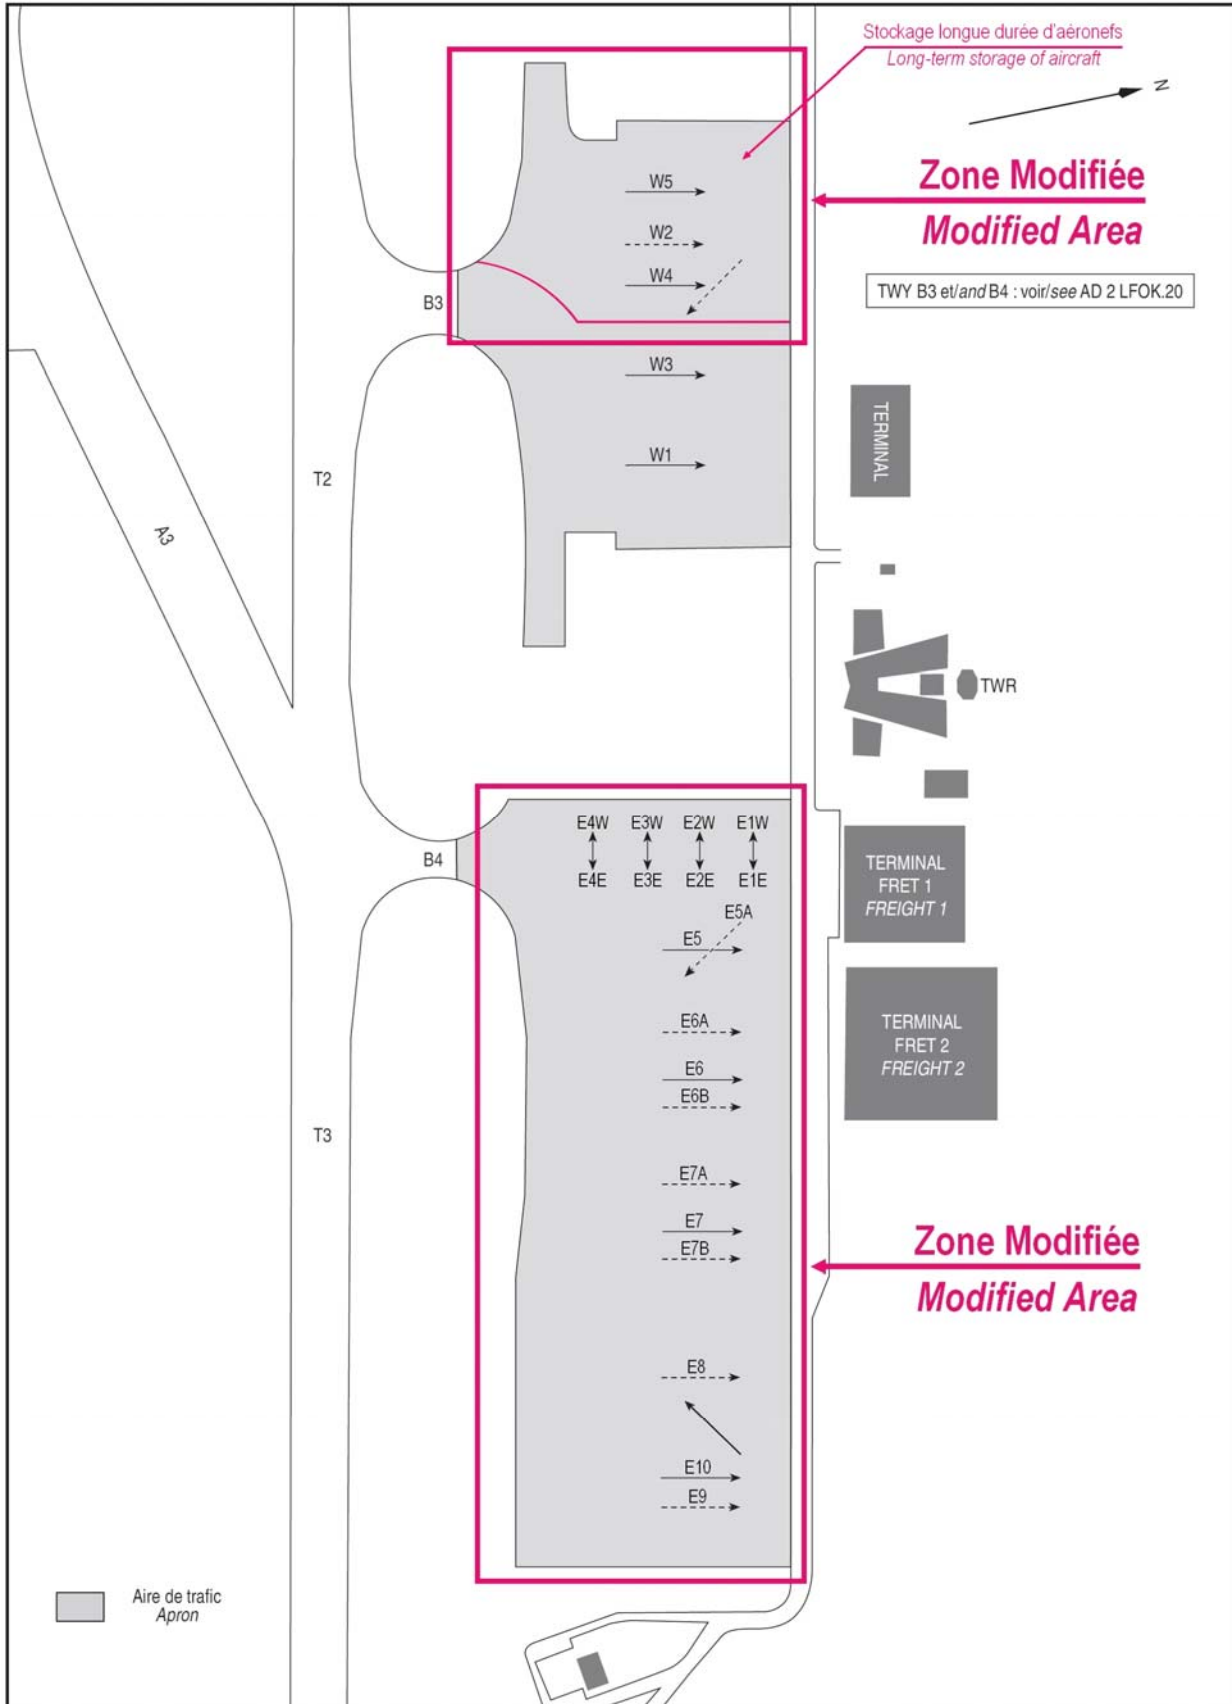 Stockage longue durée d'aéronefs
Long-term storage of aircraft
N
Zone Modifiée
Modified Area
W5
W2
W4
B3
TWY B3 et/and B4 : voir/see AD 2 LFOK.20
W3
TERMINAL
W1
T2
A3
TWR
E4W E3W E2W E1W
B4
E4E E3E E2E E1E
TERMINAL
FRET 1
FREIGHT 1
E5A
E5
E6A
TERMINAL
FRET 2
FREIGHT 2
E6
E6B
T3
E7A
E7
E7B
Zone Modifiée
Modified Area
E8
E10
E9
Aire de trafic
Apron